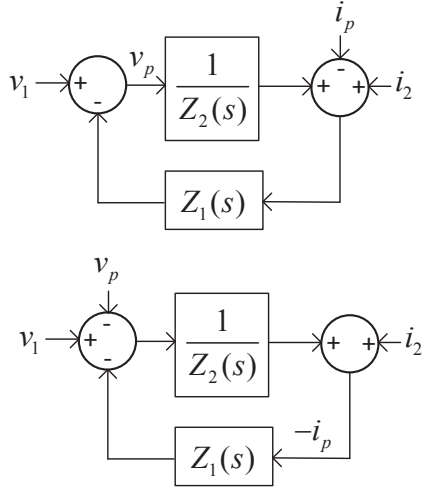 i_p
v_1 + - v_p 1 / Z_2(s) + - + i_2
Z_1(s)
v_p
v_1 + - - 1 / Z_2(s) + + i_2
-i_p
Z_1(s)